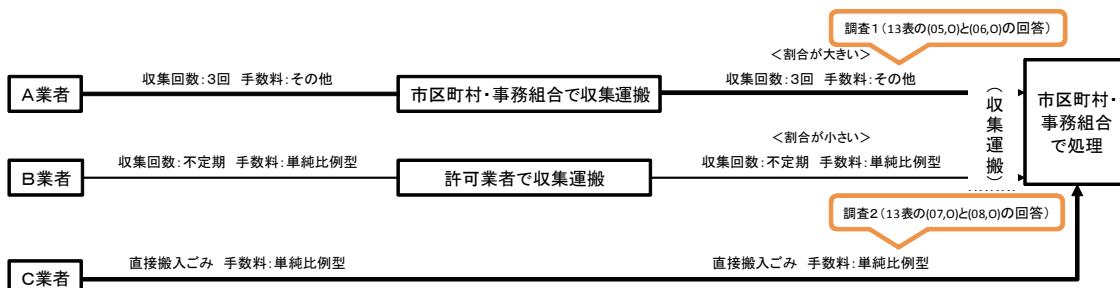 調査1(13表の(05,O)と(06,O)の回答)
<割合が大きい>
収集回数:3回 手数料:その他
収集回数:3回 手数料:その他
A業者
市区町村・事務組合で収集運搬
(収集運搬)
市区町村・
事務組合
で処理
<割合が小さい>
収集回数:不定期 手数料:単純比例型
収集回数:不定期 手数料:単純比例型
B業者
許可業者で収集運搬
調査2(13表の(07,O)と(08,O)の回答)
直接搬入ごみ 手数料:単純比例型
直接搬入ごみ 手数料:単純比例型
C業者